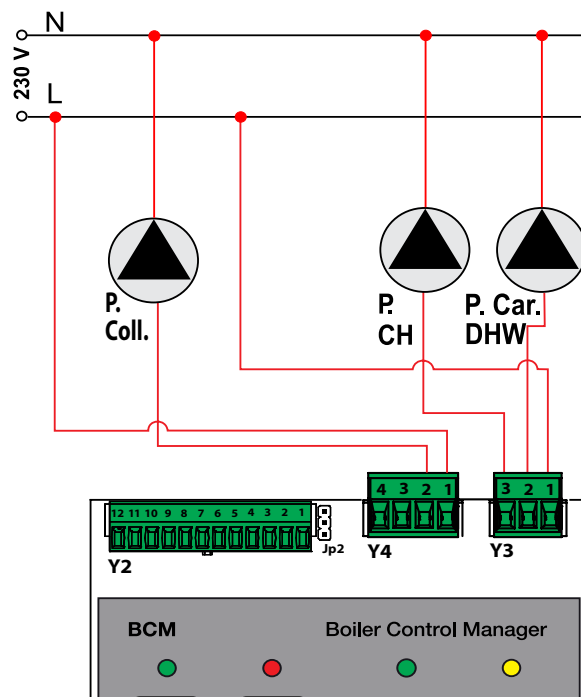 N
230 V
L
P.
Coll.
P.
CH
P. Car.
DHW
4 3 2 1
3 2 1
12 11 10 9 8 7 6 5 4 3 2 1
Jp2
Y2
Y4
Y3
BCM
Boiler Control Manager